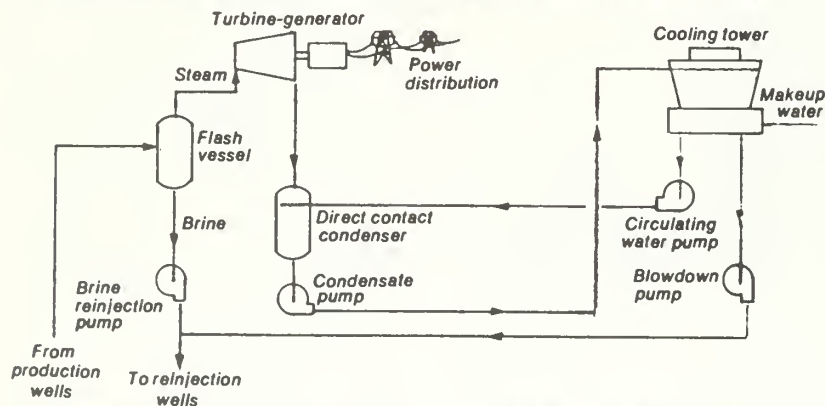 Turbine-generator
Cooling tower
Steam
Power
distribution
Makeup
water
Flash
vessel
Brine
Direct contact
condenser
Circulating
water pump
Brine
reinjection
pump
Condensate
pump
Blowdown
pump
From
production
wells
To reinjection
wells